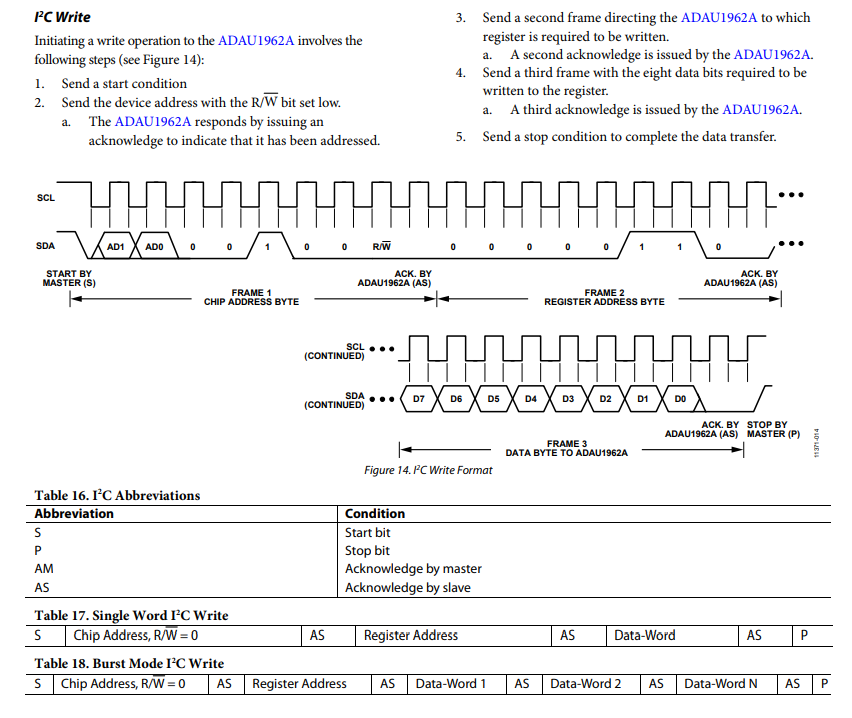 I²C Write
Initiating a write operation to the ADAU1962A involves the
following steps (see Figure 14):
1. Send a start condition
2. Send the device address with the R/W̅ bit set low.
a. The ADAU1962A responds by issuing an
acknowledge to indicate that it has been addressed.
3. Send a second frame directing the ADAU1962A to which
register is required to be written.
a. A second acknowledge is issued by the ADAU1962A.
4. Send a third frame with the eight data bits required to be
written to the register.
a. A third acknowledge is issued by the ADAU1962A.
5. Send a stop condition to complete the data transfer.
SCL
SDA AD1 AD0 0 0 1 0 0 R/W̅ 0 0 0 0 0 1 1 0
START BY
MASTER (S)
ACK. BY
ADAU1962A (AS)
ACK. BY
ADAU1962A (AS)
FRAME 1
CHIP ADDRESS BYTE
FRAME 2
REGISTER ADDRESS BYTE
SCL
(CONTINUED)
SDA
(CONTINUED)
D7 D6 D5 D4 D3 D2 D1 D0
ACK. BY
ADAU1962A (AS)
STOP BY
MASTER (P)
FRAME 3
DATA BYTE TO ADAU1962A
11371-014
Figure 14. I²C Write Format
Table 16. I²C Abbreviations
Abbreviation Condition
S Start bit
P Stop bit
AM Acknowledge by master
AS Acknowledge by slave
Table 17. Single Word I²C Write
S Chip Address, R/W̅ = 0 AS Register Address AS Data-Word AS P
Table 18. Burst Mode I²C Write
S Chip Address, R/W̅ = 0 AS Register Address AS Data-Word 1 AS Data-Word 2 AS Data-Word N AS P